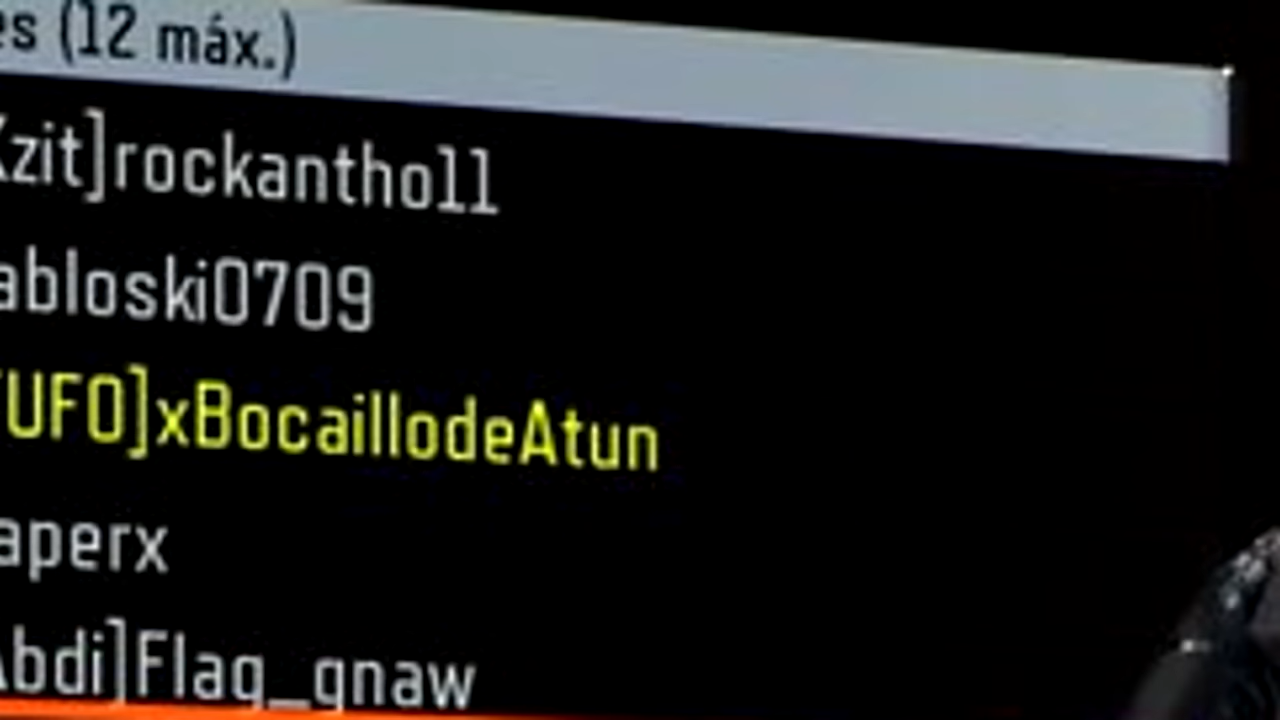 es (12 máx.)
Xzit]rockantholl
abloski0709
UFO]xBocaillodeAtun
aperx
Abdi]Flag_gnaw